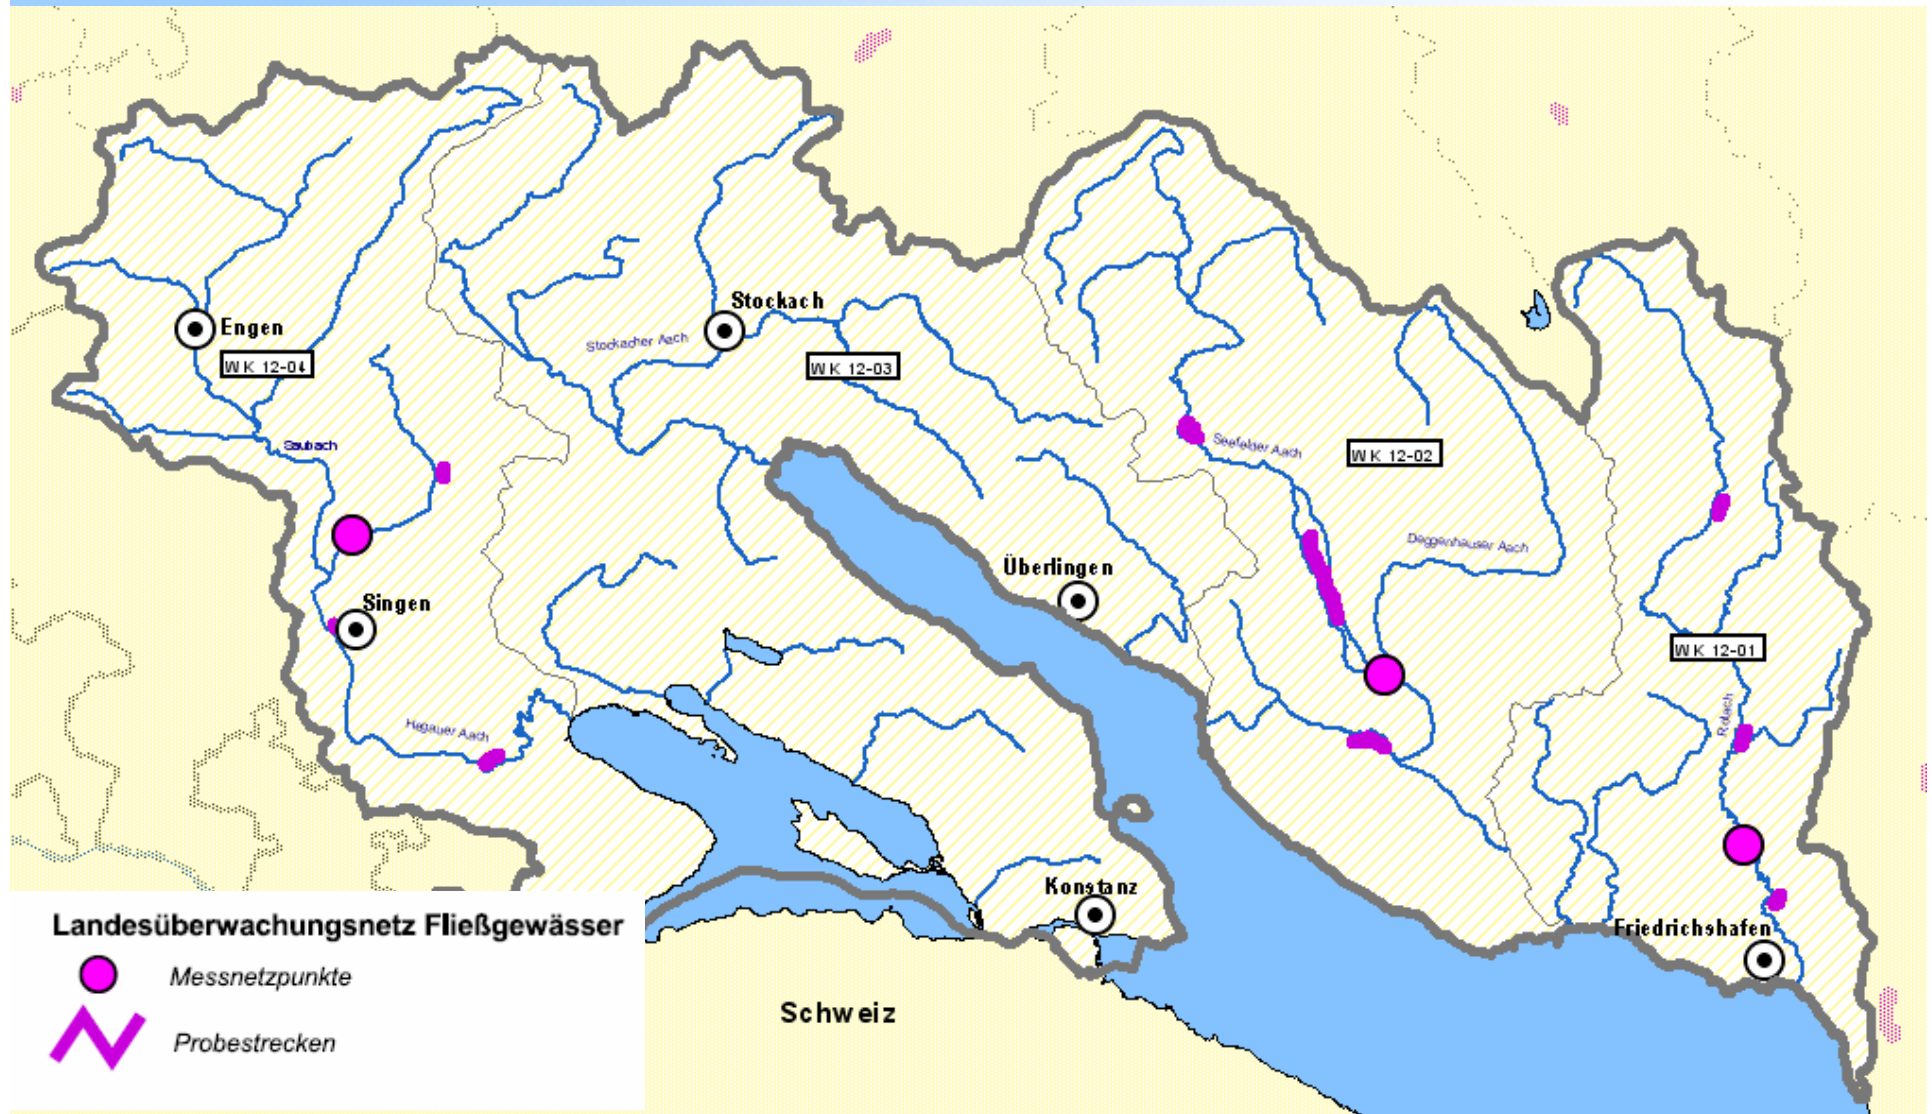 Stockach
Engen
Stockacher Aach
WK 12-04
WK 12-03
Saubach
Seefelder Aach
WK 12-02
Deggenhauser Aach
Überlingen
Singen
WK 12-01
Rotach
Hegauer Aach
Konstanz
Friedrichshafen
Landesüberwachungsnetz Fließgewässer
Messnetzpunkte
Schweiz
Probestrecken